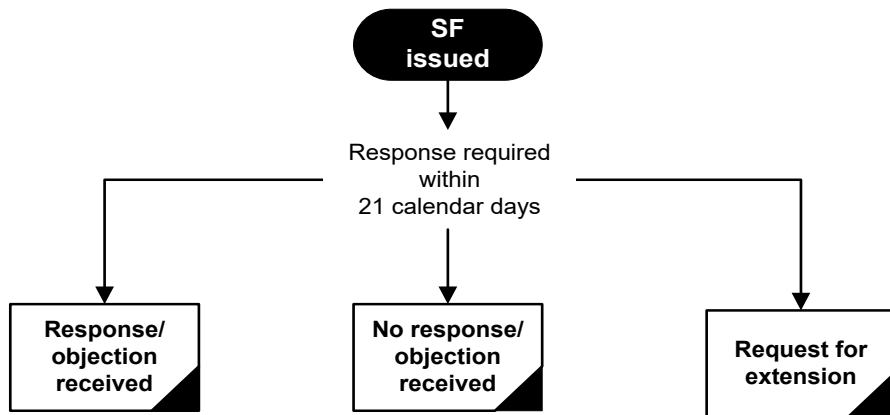 SF
issued
Response required
within
21 calendar days
Response/
objection
received
No response/
objection
received
Request for
extension